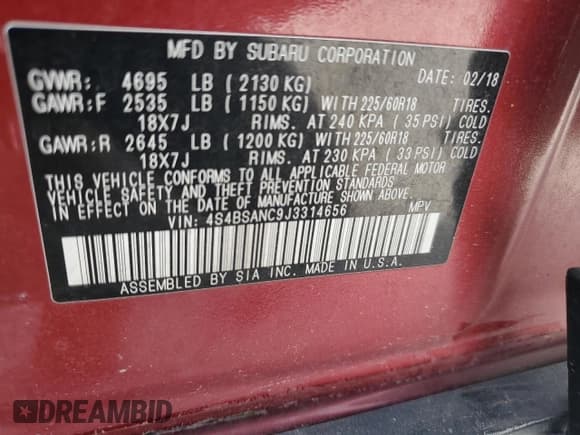 MFD BY SUBARU CORPORATION
GVWR: 4695 LB ( 2130 KG) DATE: 02/18
GAWR:F 2535 LB ( 1150 KG) WITH 225/60R18 TIRES.
18X7J RIMS. AT 240 KPA ( 35 PSI) COLD
GAWR:R 2645 LB ( 1200 KG) WITH 225/60R18 TIRES.
18X7J RIMS. AT 230 KPA ( 33 PSI) COLD
THIS VEHICLE CONFORMS TO ALL APPLICABLE FEDERAL MOTOR
VEHICLE SAFETY AND THEFT PREVENTION STANDARDS
IN EFFECT ON THE DATE OF MANUFACTURE SHOWN ABOVE.
VIN: 4S4BSANC9J3314656 MPV
ASSEMBLED BY SIA INC. MADE IN U.S.A.
DREAMBID